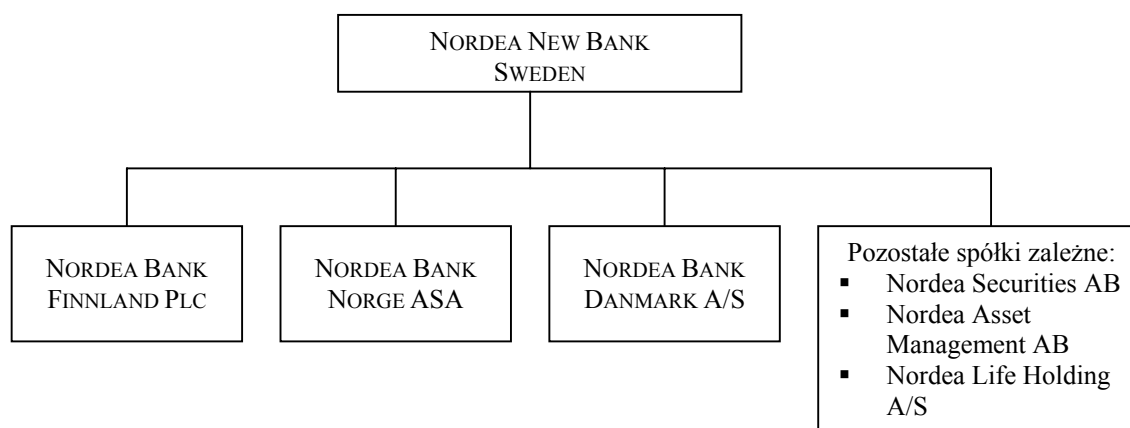 NORDEA NEW BANK
SWEDEN
NORDEA BANK
FINNLAND PLC
NORDEA BANK
NORGE ASA
NORDEA BANK
DANMARK A/S
Pozostałe spółki zależne:
▪ Nordea Securities AB
▪ Nordea Asset
Management AB
▪ Nordea Life Holding
A/S